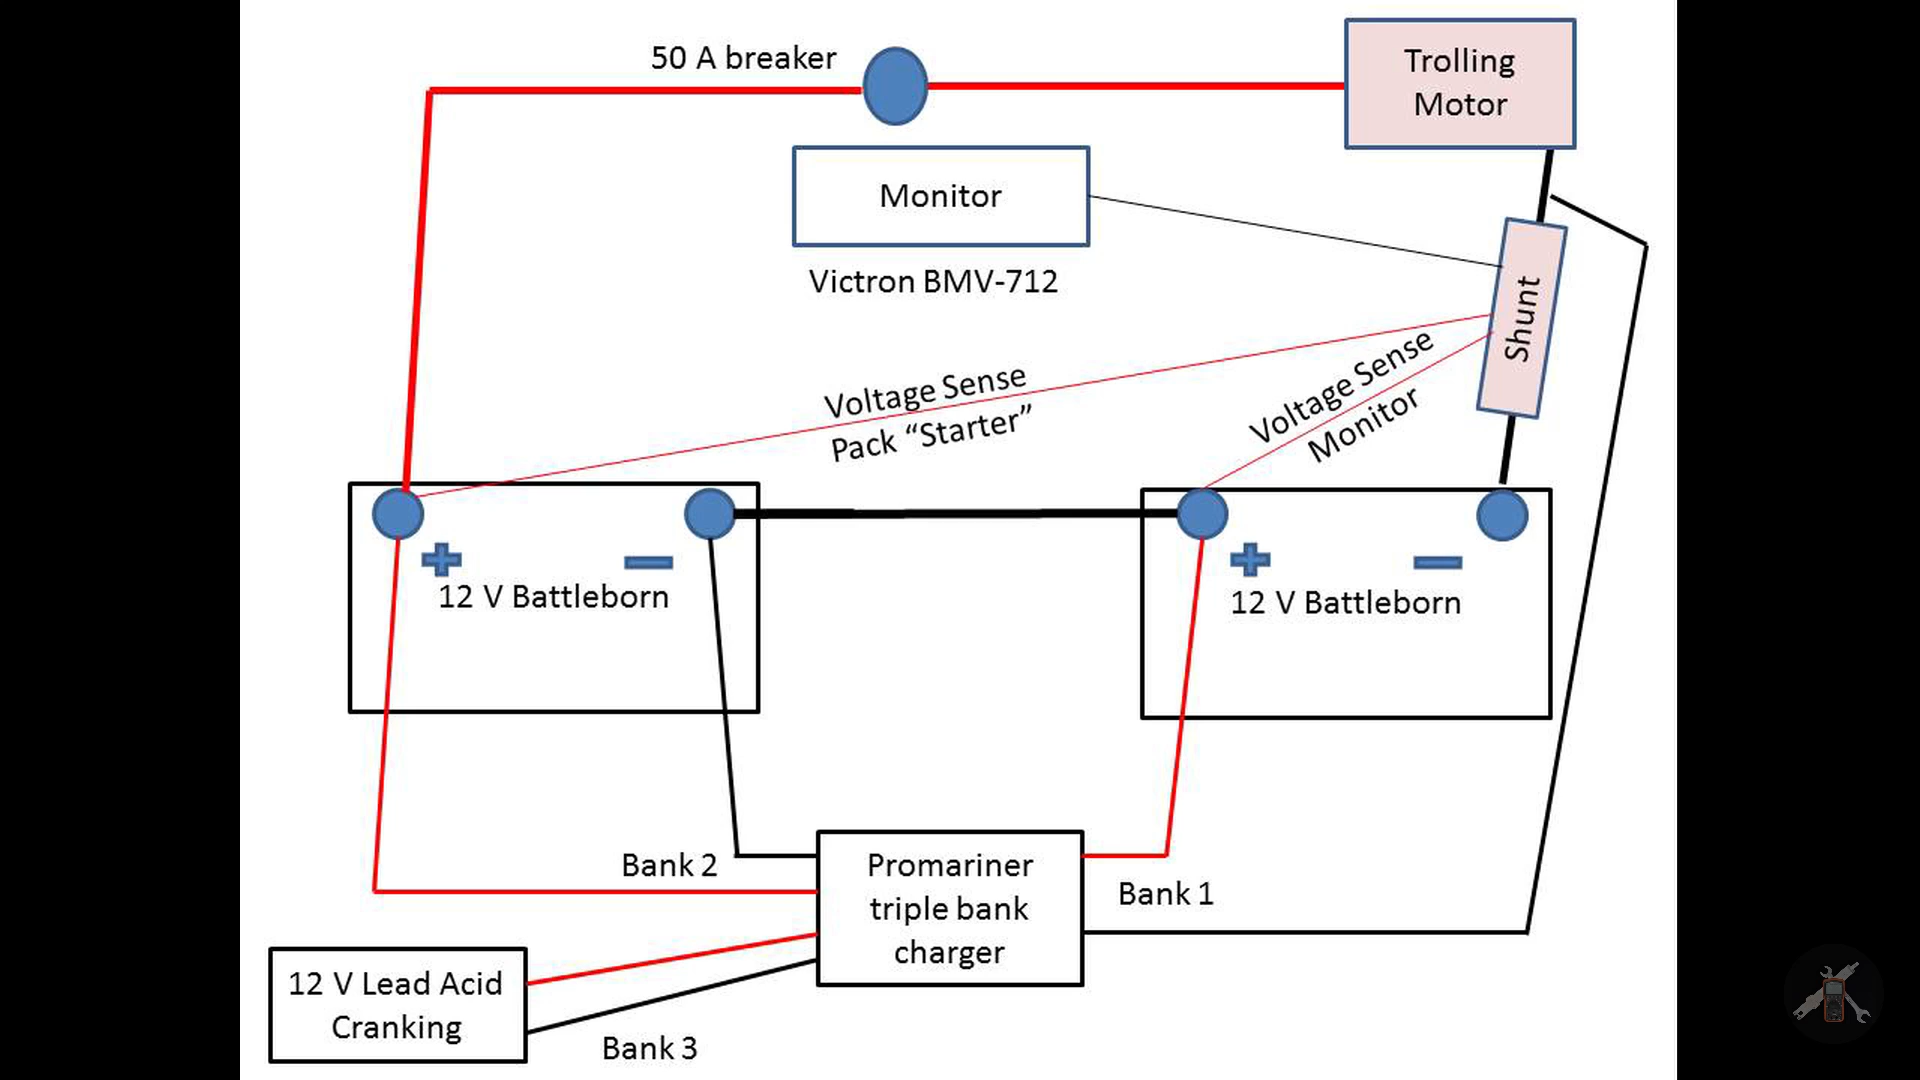 50 A breaker
Trolling
Motor
Monitor
Victron BMV-712
Shunt
Voltage Sense
Pack “Starter”
Voltage Sense
Monitor
12 V Battleborn
12 V Battleborn
Bank 2
Promariner
triple bank
charger
Bank 1
12 V Lead Acid
Cranking
Bank 3